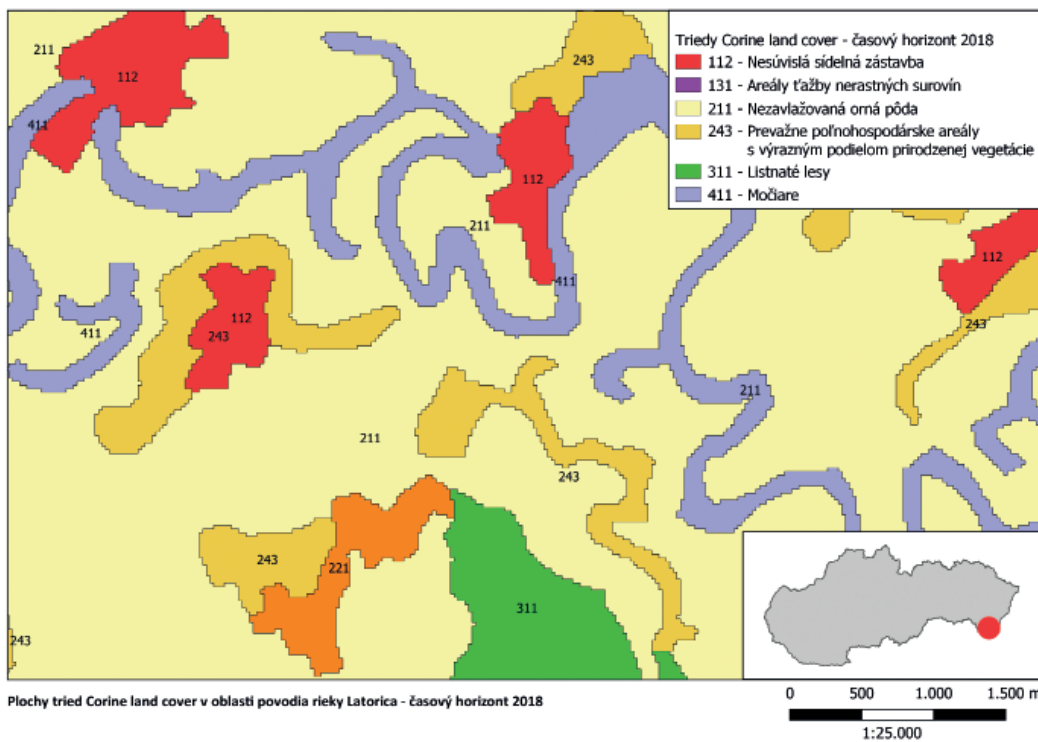 Triedy Corine land cover - časový horizont 2018
112 - Nesúvislá sídelná zástavba
131 - Areály ťažby nerastných surovín
211 - Nezavlažovaná orná pôda
243 - Prevažne poľnohospodárske areály
s výrazným podielom prirodzenej vegetácie
311 - Listnaté lesy
411 - Močiare
211
112
243
411
112
211
112
411
112
243
411
243
211
211
243
243
221
311
243
Plochy tried Corine land cover v oblasti povodia rieky Latorica - časový horizont 2018
0 500 1.000 1.500 m
1:25.000